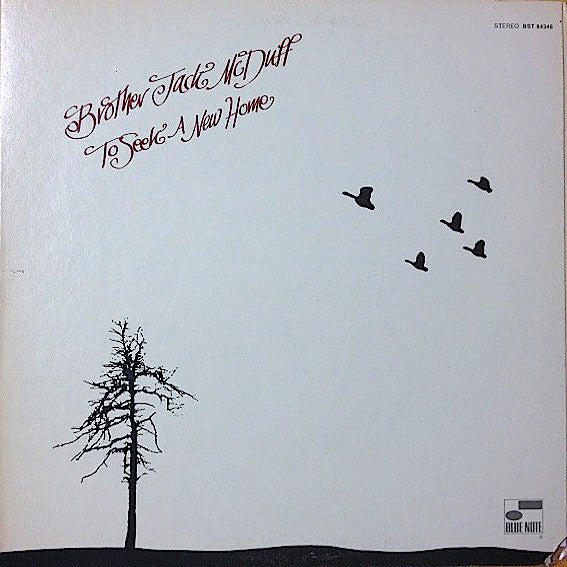 STEREO BST 84348
Brother Jack McDuff
To Seek A New Home
BLUE NOTE